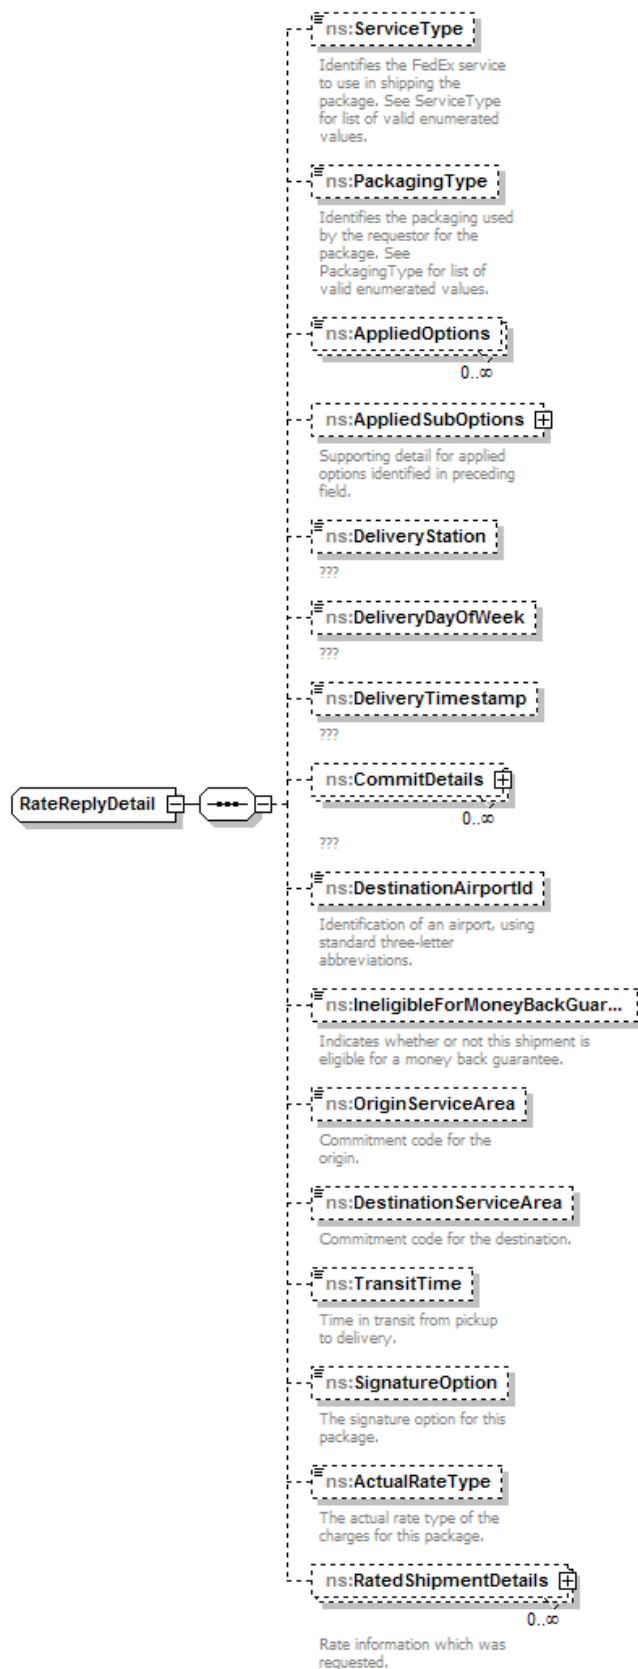 ns:ServiceType
Identifies the FedEx service
to use in shipping the
package. See ServiceType
for list of valid enumerated
values.
ns:PackagingType
Identifies the packaging used
by the requestor for the
package. See
PackagingType for list of
valid enumerated values.
ns:AppliedOptions
0..∞
ns:AppliedSubOptions
Supporting detail for applied
options identified in preceding
field.
ns:DeliveryStation
???
ns:DeliveryDayOfWeek
???
ns:DeliveryTimestamp
???
RateReplyDetail
ns:CommitDetails
0..∞
???
ns:DestinationAirportId
Identification of an airport, using
standard three-letter
abbreviations.
ns:IneligibleForMoneyBackGuar...
Indicates whether or not this shipment is
eligible for a money back guarantee.
ns:OriginServiceArea
Commitment code for the
origin.
ns:DestinationServiceArea
Commitment code for the destination.
ns:TransitTime
Time in transit from pickup
to delivery.
ns:SignatureOption
The signature option for this
package.
ns:ActualRateType
The actual rate type of the
charges for this package.
ns:RatedShipmentDetails
0..∞
Rate information which was
requested.